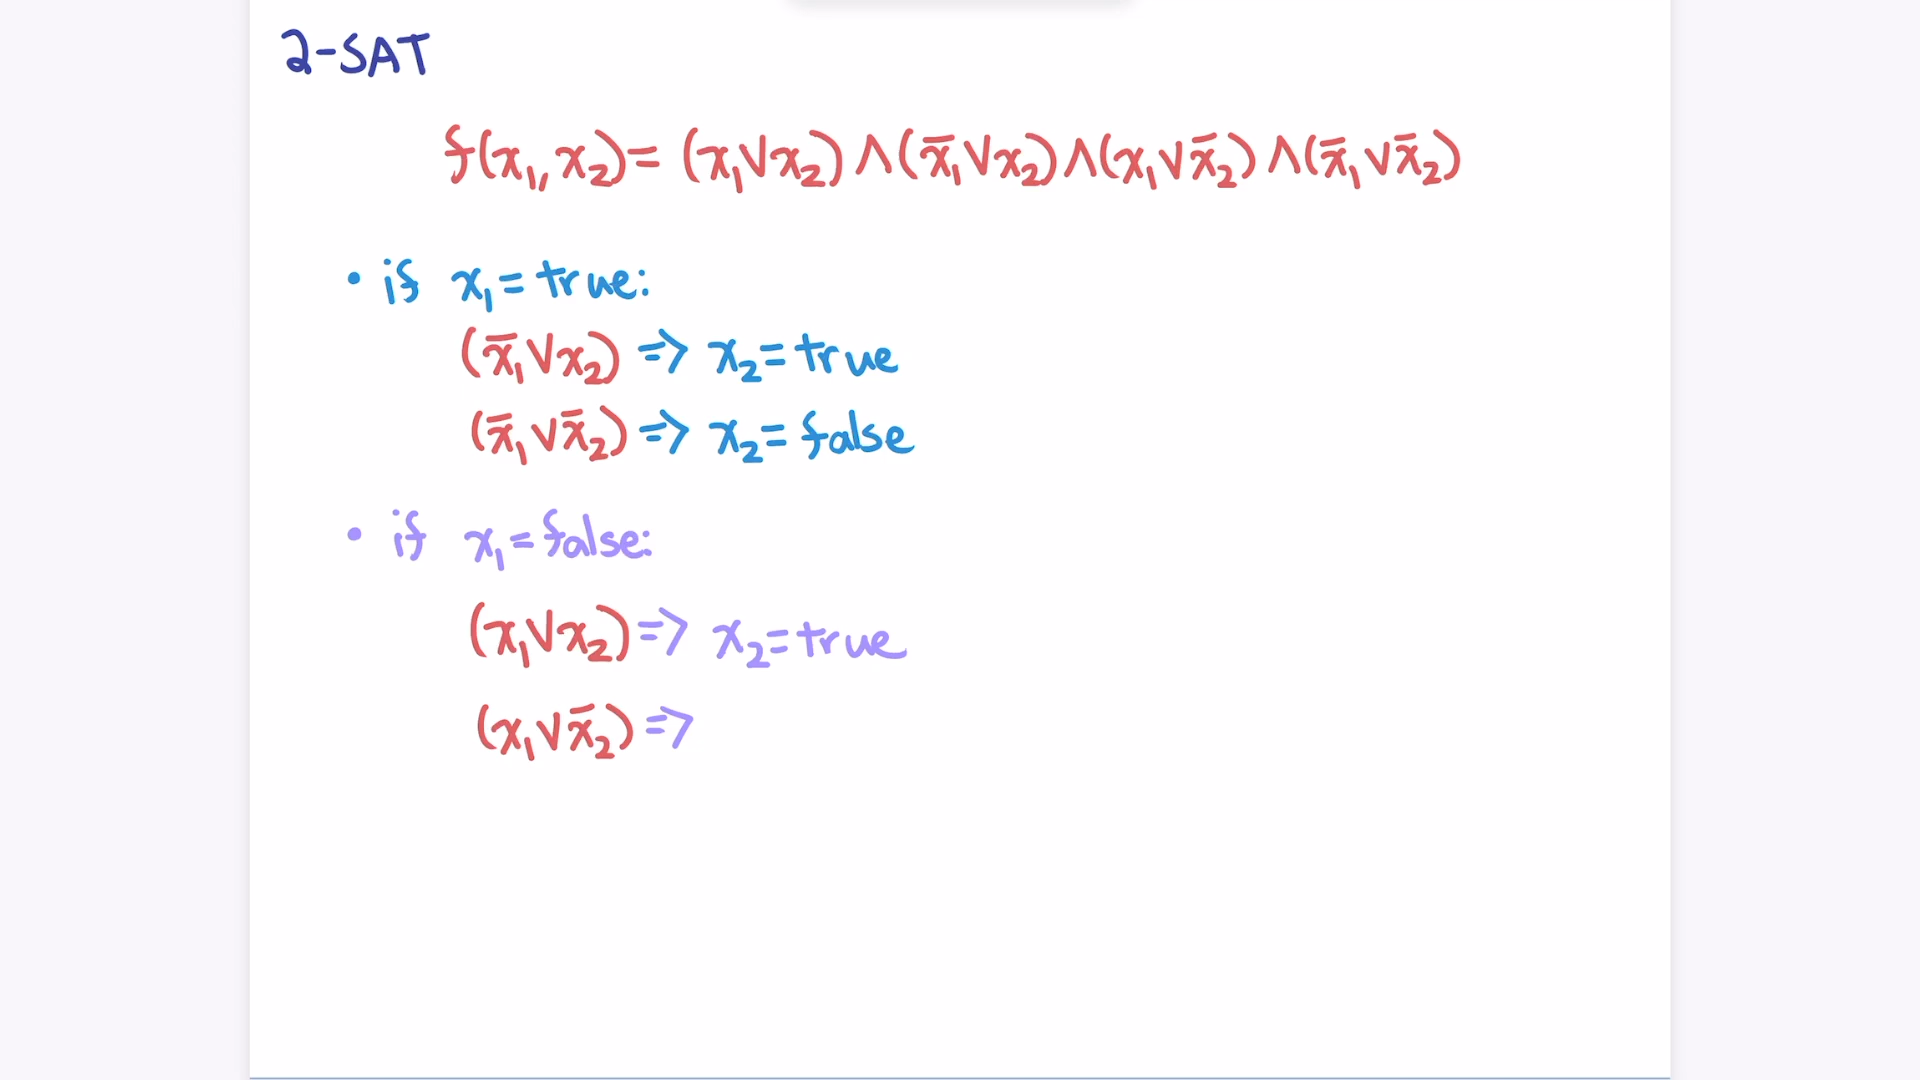 2-SAT
f(x₁, x₂) = (x₁ ∨ x₂) ∧ (x̄₁ ∨ x₂) ∧ (x₁ ∨ x̄₂) ∧ (x̄₁ ∨ x̄₂)
• if x₁ = true:
(x̄₁ ∨ x₂) => x₂ = true
(x̄₁ ∨ x̄₂) => x₂ = false
• if x₁ = false:
(x₁ ∨ x₂) => x₂ = true
(x₁ ∨ x̄₂) =>